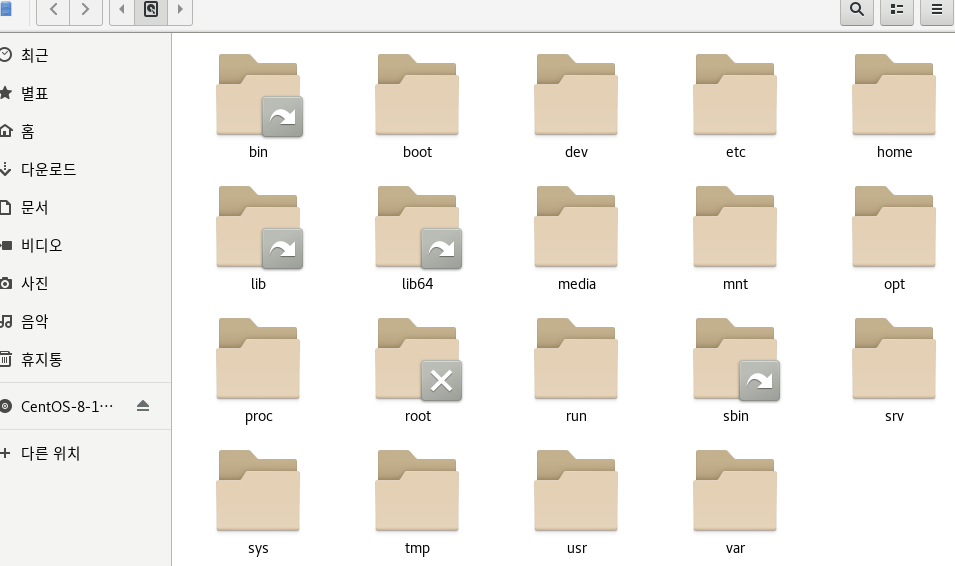 최근
별표
홈
다운로드
문서
비디오
사진
음악
휴지통
CentOS-8-1…
다른 위치
bin
boot
dev
etc
home
lib
lib64
media
mnt
opt
proc
root
run
sbin
srv
sys
tmp
usr
var